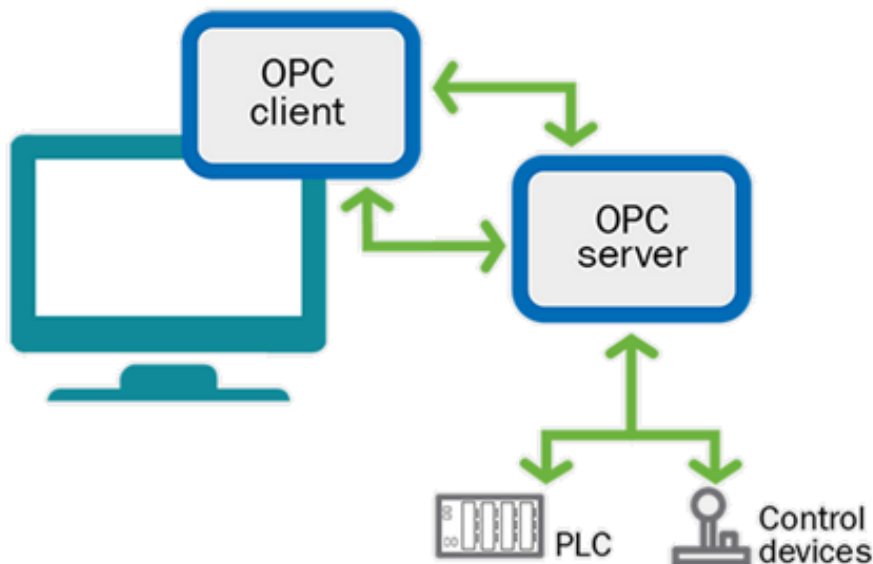 OPC
client
OPC
server
PLC
Control
devices